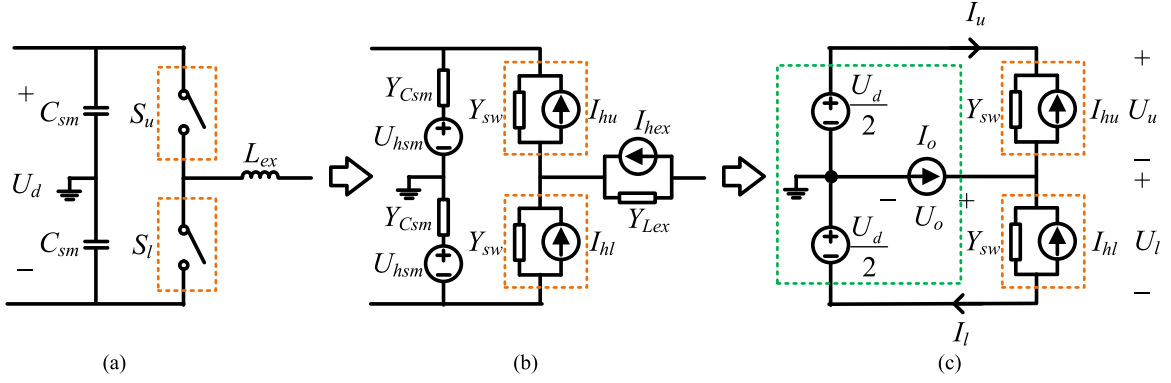 +
C_sm
S_u
U_d
L_ex
C_sm
S_l
−
(a)
Y_Csm
U_hsm
Y_sw
I_hu
I_hex
Y_Lex
Y_Csm
U_hsm
Y_sw
I_hl
(b)
I_u
U_d/2
Y_sw
I_hu
+
U_u
−
I_o
−
U_o
+
U_d/2
Y_sw
I_hl
+
U_l
−
I_l
(c)